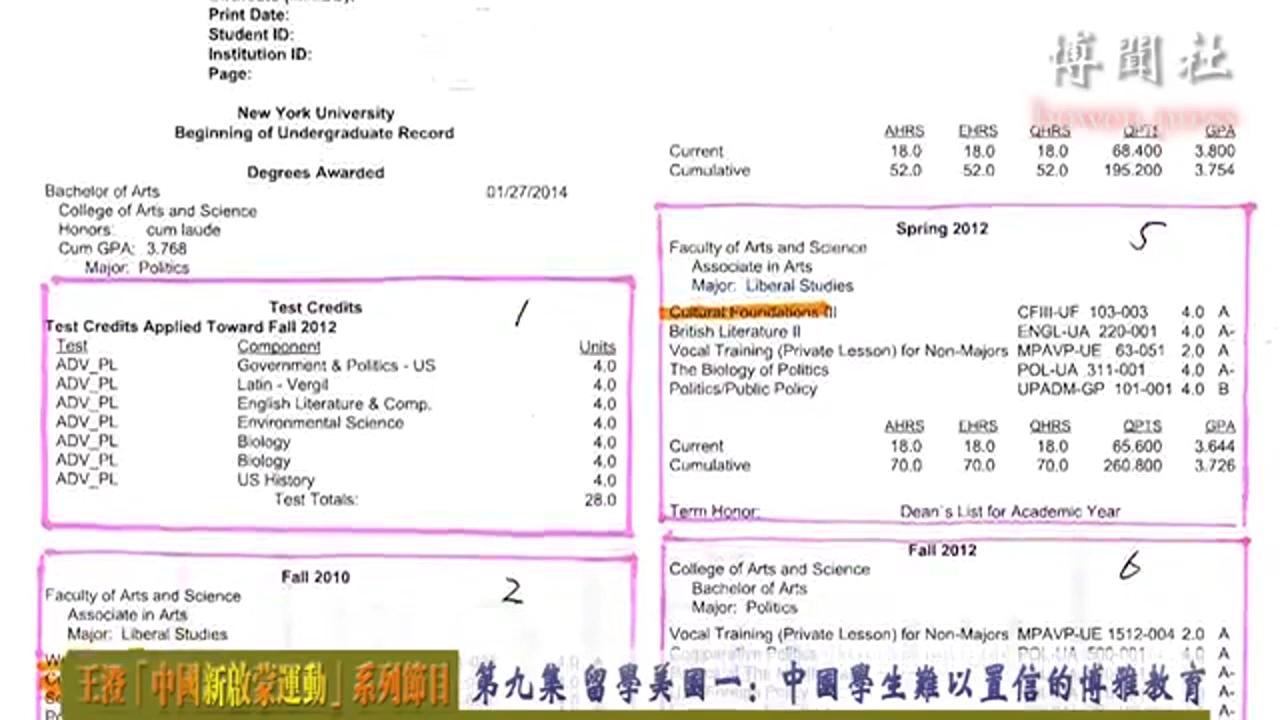 Print Date:
Student ID:
Institution ID:
Page:
New York University
Beginning of Undergraduate Record
Degrees Awarded
Bachelor of Arts 01/27/2014
College of Arts and Science
Honors: cum laude
Cum GPA: 3.768
Major: Politics
1
Test Credits
Test Credits Applied Toward Fall 2012
Test Component Units
ADV_PL Government & Politics - US 4.0
ADV_PL Latin - Vergil 4.0
ADV_PL English Literature & Comp. 4.0
ADV_PL Environmental Science 4.0
ADV_PL Biology 4.0
ADV_PL Biology 4.0
ADV_PL US History 4.0
Test Totals: 28.0
Fall 2010 2
Faculty of Arts and Science
Associate in Arts
Major: Liberal Studies
博聞社
bowen.press
AHRS EHRS QHRS QPTS GPA
Current 18.0 18.0 18.0 68.400 3.800
Cumulative 52.0 52.0 52.0 195.200 3.754
Spring 2012 5
Faculty of Arts and Science
Associate in Arts
Major: Liberal Studies
Cultural Foundations III CFIII-UF 103-003 4.0 A
British Literature II ENGL-UA 220-001 4.0 A-
Vocal Training (Private Lesson) for Non-Majors MPAVP-UE 63-051 2.0 A
The Biology of Politics POL-UA 311-001 4.0 A-
Politics/Public Policy UPADM-GP 101-001 4.0 B
AHRS EHRS QHRS QPTS GPA
Current 18.0 18.0 18.0 65.600 3.644
Cumulative 70.0 70.0 70.0 260.800 3.726
Term Honor: Dean's List for Academic Year
Fall 2012 6
College of Arts and Science
Bachelor of Arts
Major: Politics
Vocal Training (Private Lesson) for Non-Majors MPAVP-UE 1512-004 2.0 A
Comparative Politics POL-UA 500-001 4.0 A
A-
A-
A-
王澄「中國新啟蒙運動」系列節目 第九集 留學美國一：中國學生難以置信的博雅教育